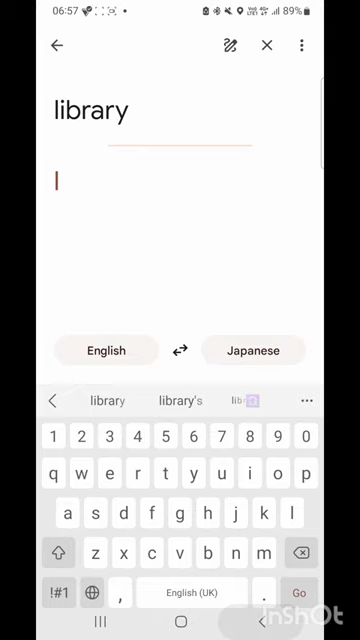 06:57 89%
library
English Japanese
library library's
1 2 3 4 5 6 7 8 9 0
q w e r t y u i o p
a s d f g h j k l
z x c v b n m
!#1 , English (UK) . Go
InShOt